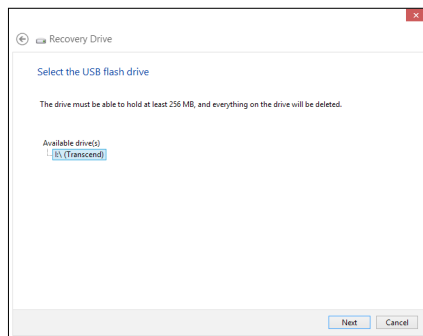 Recovery Drive
Select the USB flash drive
The drive must be able to hold at least 256 MB, and everything on the drive will be deleted.
Available drive(s)
I:\ (Transcend)
Next Cancel